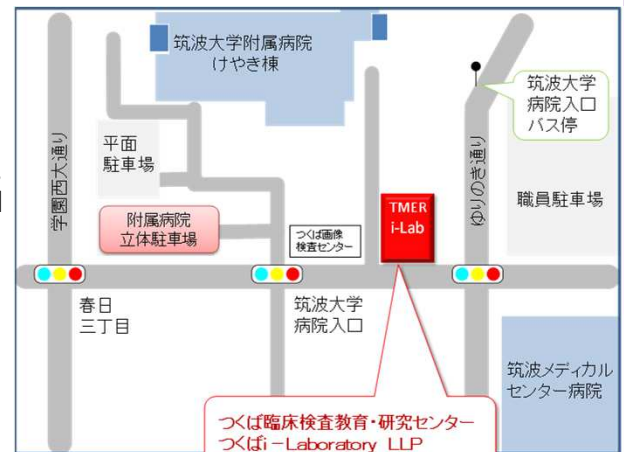 筑波大学附属病院
けやき棟
筑波大学
病院入口
バス停
学園西大通り
平面
駐車場
ゆりのき通り
職員駐車場
附属病院
立体駐車場
つくば画像
検査センター
TMER
i-Lab
春日
三丁目
筑波大学
病院入口
筑波メディカル
センター病院
つくば臨床検査教育・研究センター
つくばi－Laboratory LLP